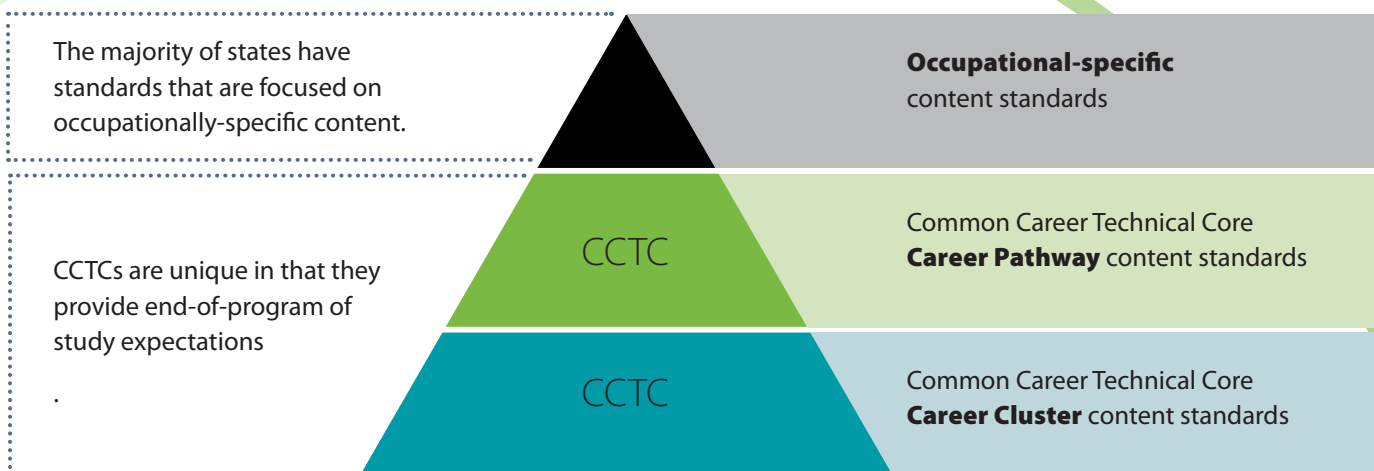 The majority of states have
standards that are focused on
occupationally-specific content.
Occupational-specific
content standards
CCTCs are unique in that they
provide end-of-program of
study expectations
.
CCTC
Common Career Technical Core
Career Pathway content standards
CCTC
Common Career Technical Core
Career Cluster content standards